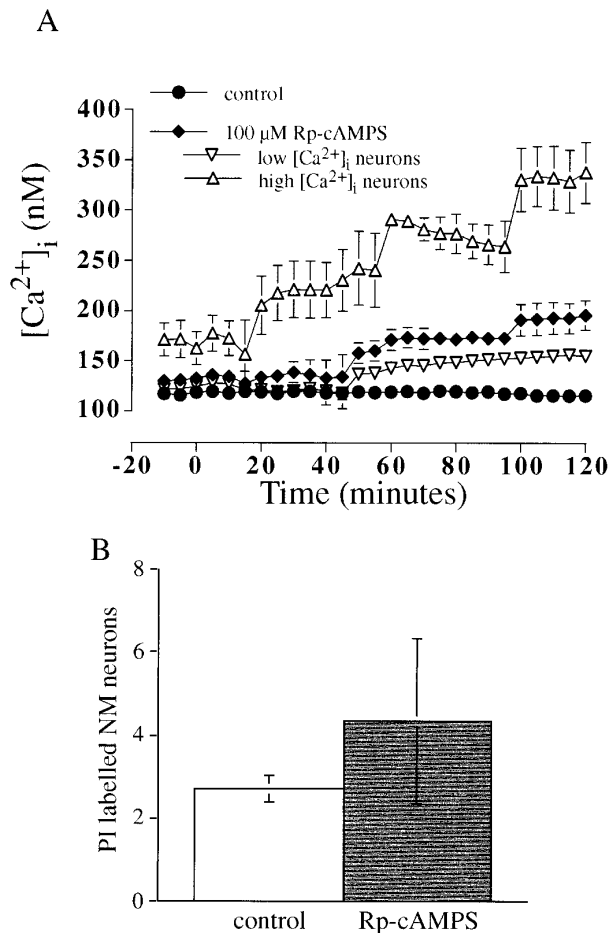 A
control
100 µM Rp-cAMPS
low [Ca²⁺]ᵢ neurons
high [Ca²⁺]ᵢ neurons
[Ca²⁺]ᵢ (nM)
400
350
300
250
200
150
100
-20 0 20 40 60 80 100 120
Time (minutes)
B
PI labelled NM neurons
8
6
4
2
0
control Rp-cAMPS